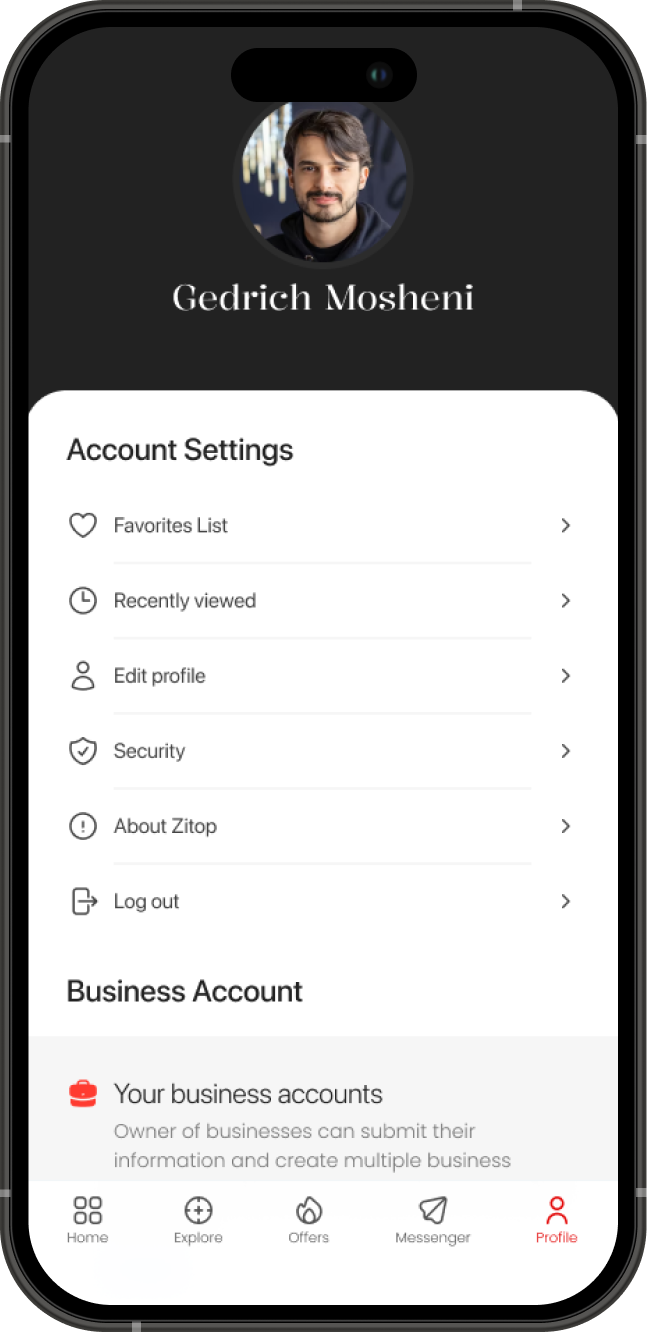 Gedrich Mosheni
Account Settings
Favorites List
Recently viewed
Edit profile
Security
About Zitop
Log out
Business Account
Your business accounts
Owner of businesses can submit their
information and create multiple business
Home
Explore
Offers
Messenger
Profile